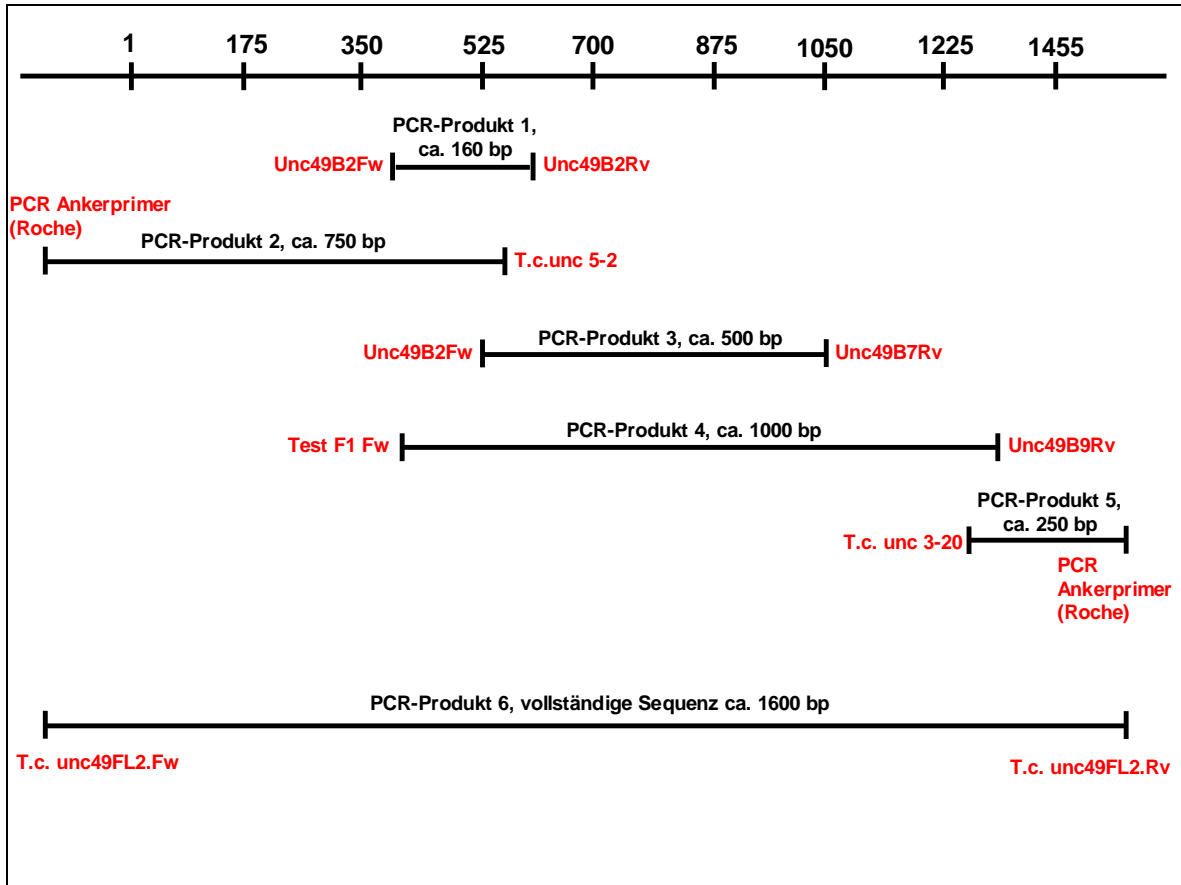 1 175 350 525 700 875 1050 1225 1455
PCR-Produkt 1,
ca. 160 bp
Unc49B2Fw
Unc49B2Rv
PCR Ankerprimer
(Roche)
PCR-Produkt 2, ca. 750 bp
T.c.unc 5-2
Unc49B2Fw
PCR-Produkt 3, ca. 500 bp
Unc49B7Rv
Test F1 Fw
PCR-Produkt 4, ca. 1000 bp
Unc49B9Rv
PCR-Produkt 5,
ca. 250 bp
T.c. unc 3-20
PCR
Ankerprimer
(Roche)
PCR-Produkt 6, vollständige Sequenz ca. 1600 bp
T.c. unc49FL2.Fw
T.c. unc49FL2.Rv